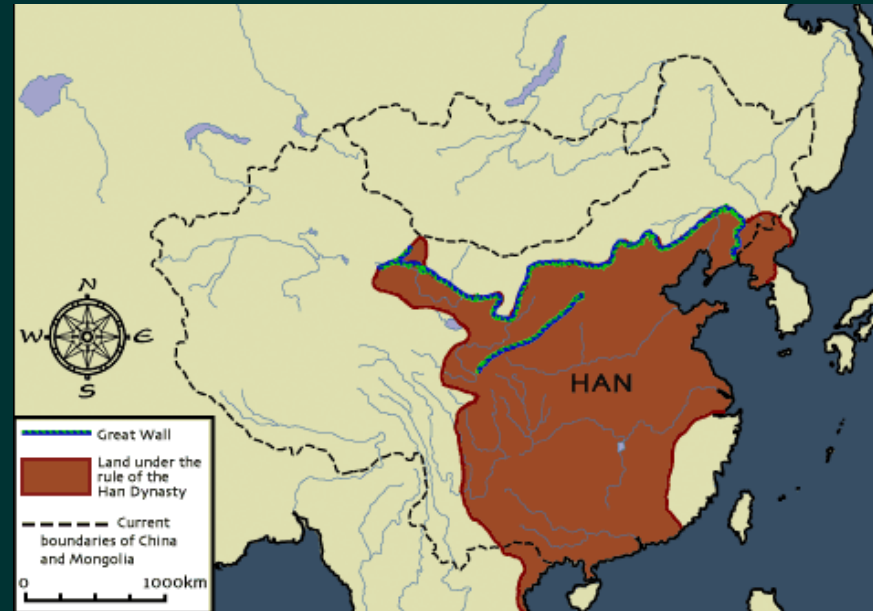 HAN
N
W
E
S
Great Wall
Land under the
rule of the
Han Dynasty
Current
boundaries of China
and Mongolia
0
1000km